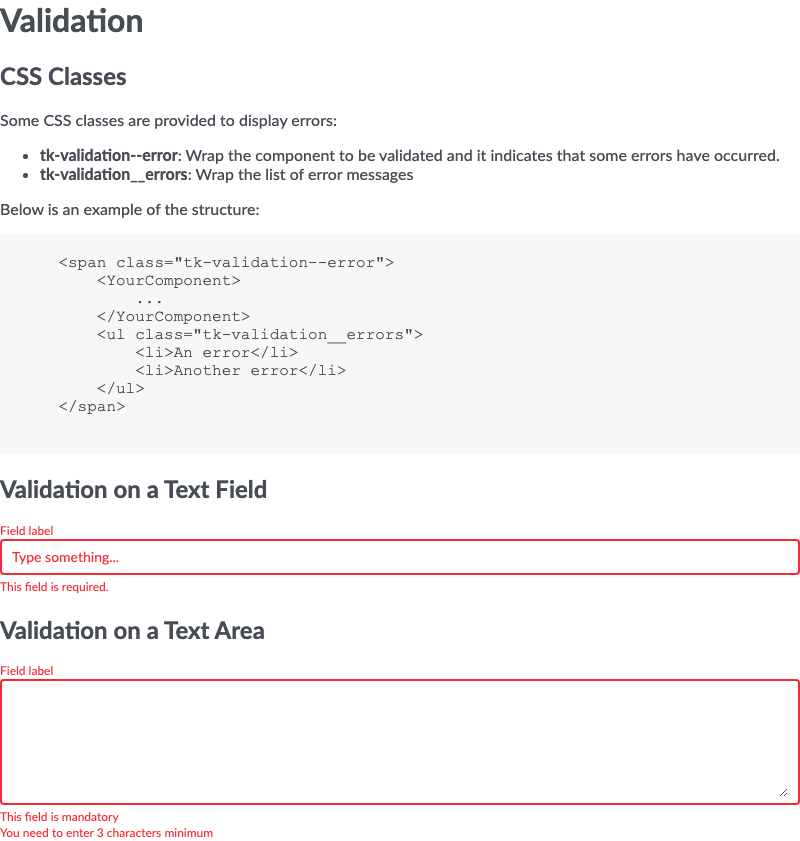 Validation
CSS Classes
Some CSS classes are provided to display errors:
• tk-validation--error: Wrap the component to be validated and it indicates that some errors have occurred.
• tk-validation__errors: Wrap the list of error messages
Below is an example of the structure:
<span class="tk-validation--error">
    <YourComponent>
        ...
    </YourComponent>
    <ul class="tk-validation__errors">
        <li>An error</li>
        <li>Another error</li>
    </ul>
</span>
Validation on a Text Field
Field label
Type something...
This field is required.
Validation on a Text Area
Field label
This field is mandatory
You need to enter 3 characters minimum